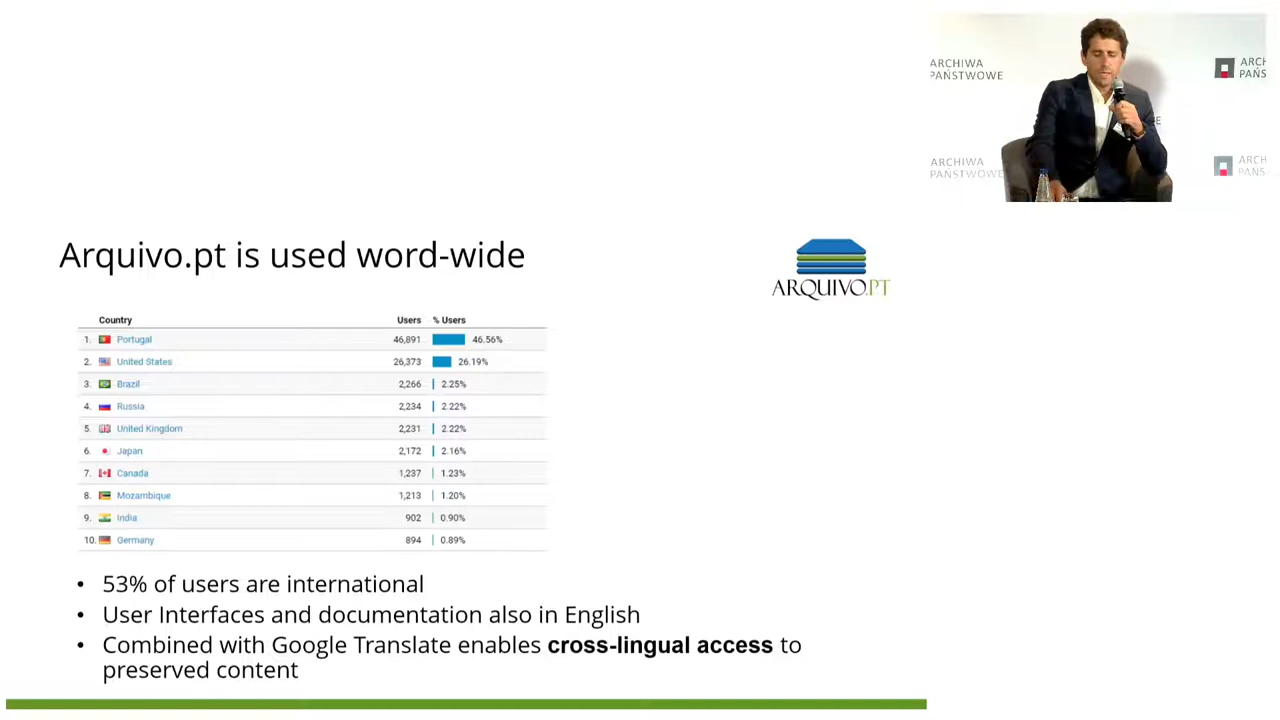 ARCHIWA
PAŃSTWOWE
ARCH
PAŃS
E
ARCHIWA
PAŃSTWOWE
ARCH
PAŃS
Arquivo.pt is used word-wide
ARQUIVO.PT
Country Users % Users
1. Portugal 46,891 46.56%
2. United States 26,373 26.19%
3. Brazil 2,266 2.25%
4. Russia 2,234 2.22%
5. United Kingdom 2,231 2.22%
6. Japan 2,172 2.16%
7. Canada 1,237 1.23%
8. Mozambique 1,213 1.20%
9. India 902 0.90%
10. Germany 894 0.89%
• 53% of users are international
• User Interfaces and documentation also in English
• Combined with Google Translate enables cross-lingual access to
preserved content